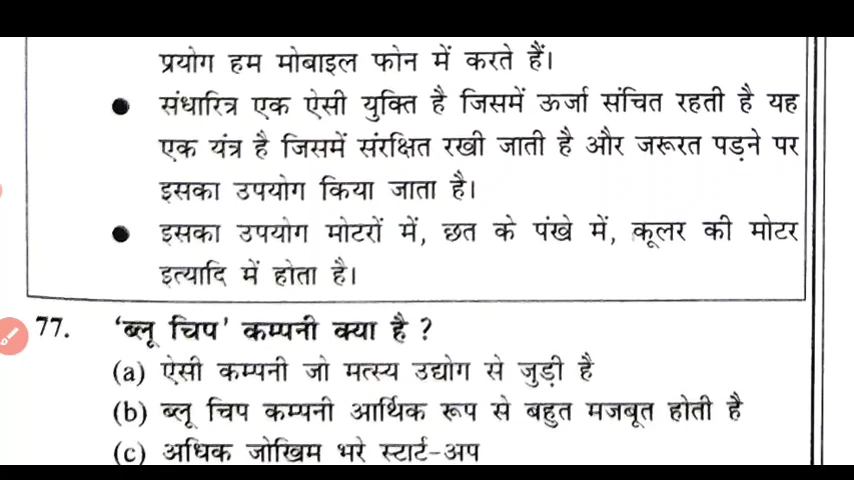 प्रयोग हम मोबाइल फोन में करते हैं।
● संधारित्र एक ऐसी युक्ति है जिसमें ऊर्जा संचित रहती है यह
एक यंत्र है जिसमें संरक्षित रखी जाती है और जरूरत पड़ने पर
इसका उपयोग किया जाता है।
● इसका उपयोग मोटरों में, छत के पंखे में, कूलर की मोटर
इत्यादि में होता है।
77. 'ब्लू चिप' कम्पनी क्या है ?
(a) ऐसी कम्पनी जो मत्स्य उद्योग से जुड़ी है
(b) ब्लू चिप कम्पनी आर्थिक रूप से बहुत मजबूत होती है
(c) अधिक जोखिम भरे स्टार्ट-अप